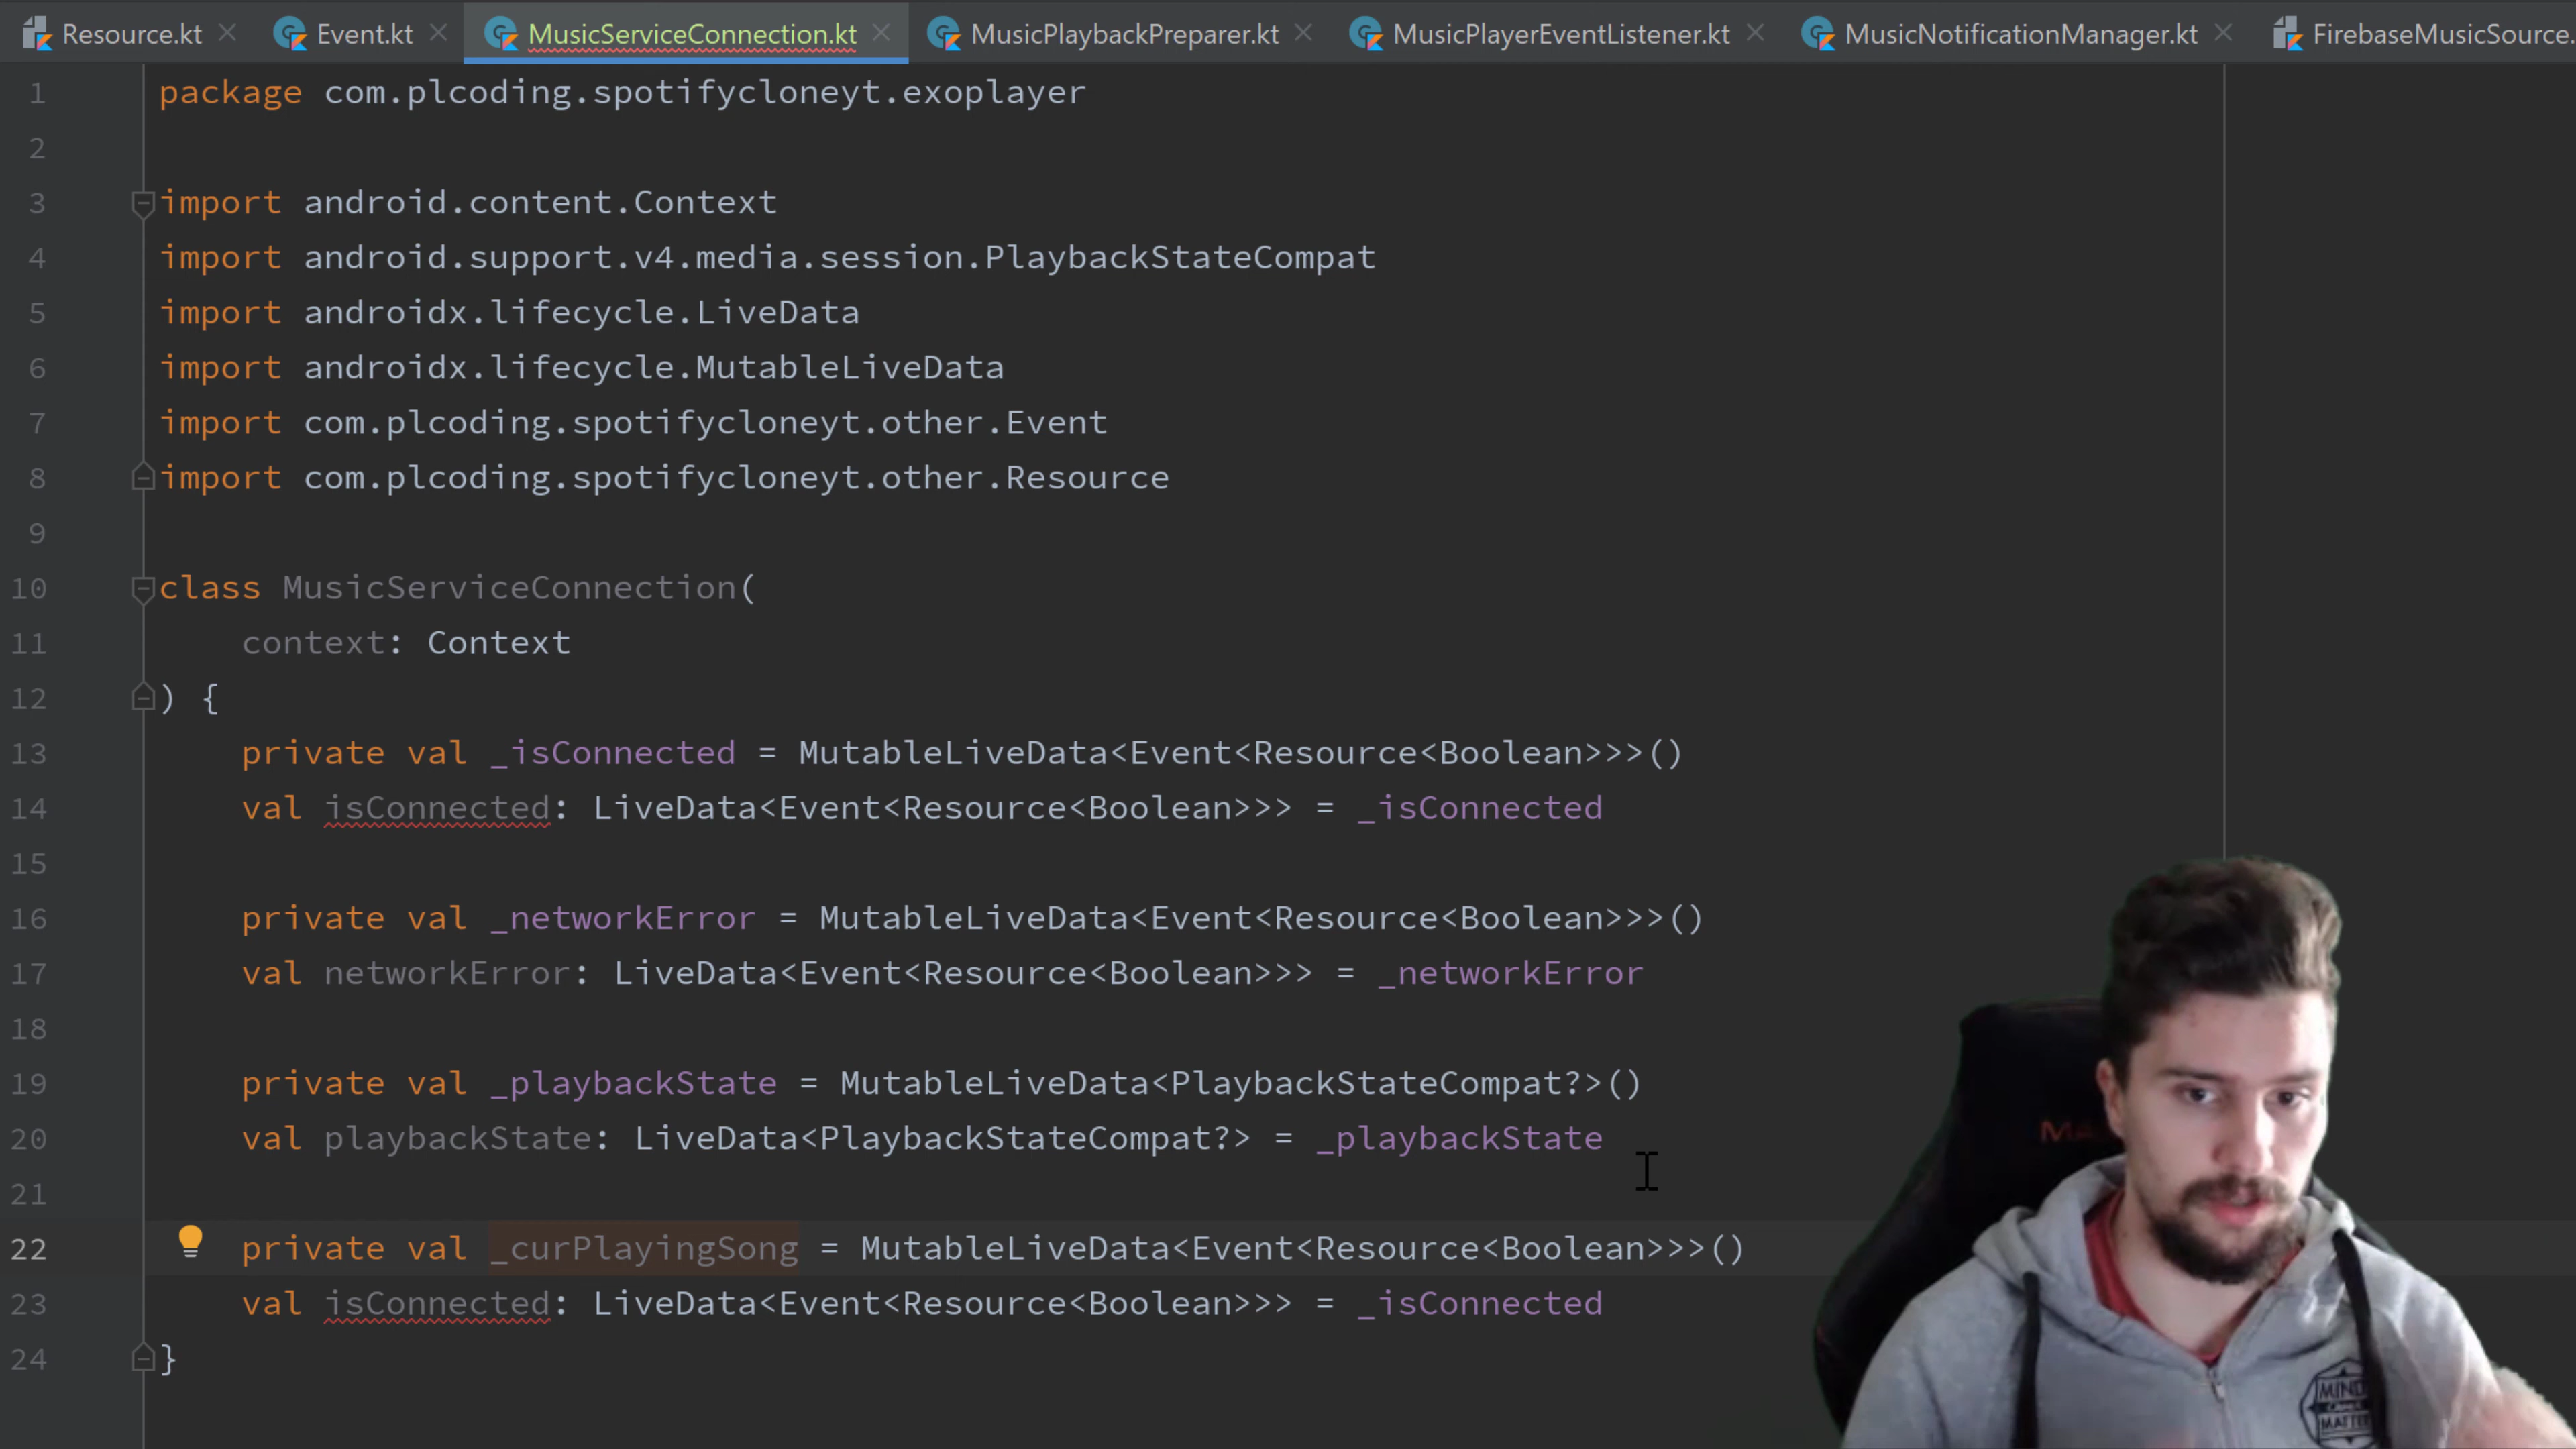 Resource.kt Event.kt MusicServiceConnection.kt MusicPlaybackPreparer.kt MusicPlayerEventListener.kt MusicNotificationManager.kt FirebaseMusicSource.
1 package com.plcoding.spotifycloneyt.exoplayer
2
3 import android.content.Context
4 import android.support.v4.media.session.PlaybackStateCompat
5 import androidx.lifecycle.LiveData
6 import androidx.lifecycle.MutableLiveData
7 import com.plcoding.spotifycloneyt.other.Event
8 import com.plcoding.spotifycloneyt.other.Resource
9
10 class MusicServiceConnection(
11 context: Context
12 ) {
13 private val _isConnected = MutableLiveData<Event<Resource<Boolean>>>()
14 val isConnected: LiveData<Event<Resource<Boolean>>> = _isConnected
15
16 private val _networkError = MutableLiveData<Event<Resource<Boolean>>>()
17 val networkError: LiveData<Event<Resource<Boolean>>> = _networkError
18
19 private val _playbackState = MutableLiveData<PlaybackStateCompat?>()
20 val playbackState: LiveData<PlaybackStateCompat?> = _playbackState
21
22 private val _curPlayingSong = MutableLiveData<Event<Resource<Boolean>>>()
23 val isConnected: LiveData<Event<Resource<Boolean>>> = _isConnected
24 }